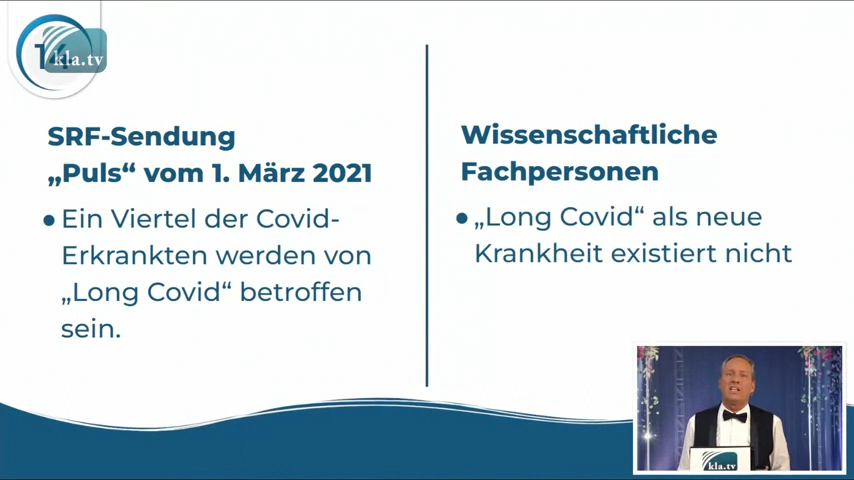 14
kla.tv
SRF-Sendung
„Puls“ vom 1. März 2021
● Ein Viertel der Covid-
Erkrankten werden von
„Long Covid“ betroffen
sein.
Wissenschaftliche
Fachpersonen
● „Long Covid“ als neue
Krankheit existiert nicht
kla.tv